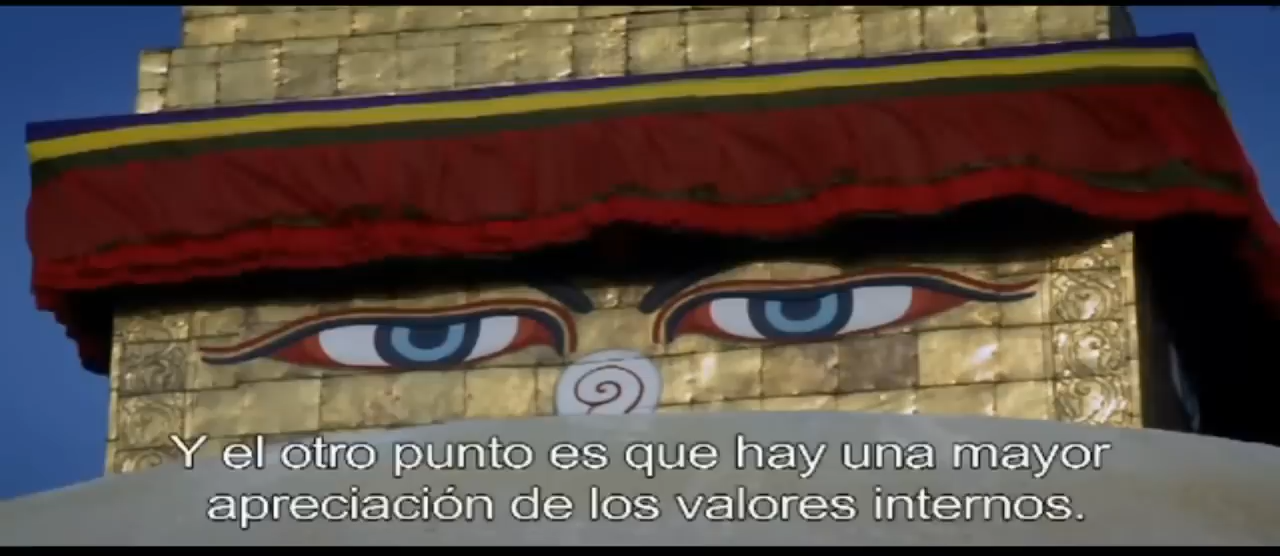 Y el otro punto es que hay una mayor
apreciación de los valores internos.